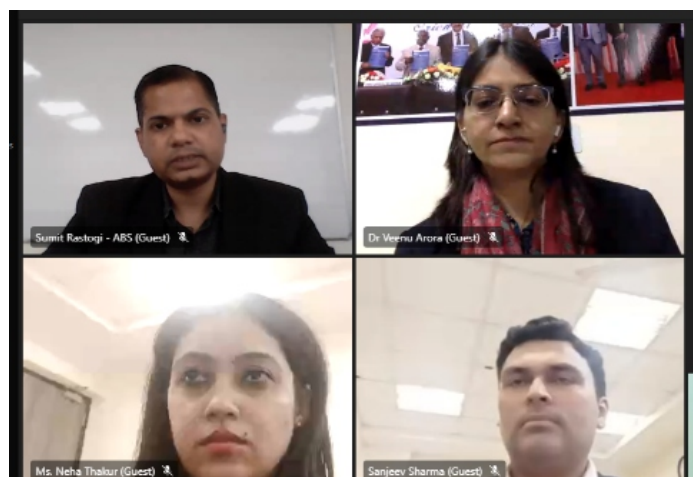 Sumit Rastogi - ABS (Guest)
Dr Veenu Arora (Guest)
Ms. Neha Thakur (Guest)
Sanjeev Sharma (Guest)